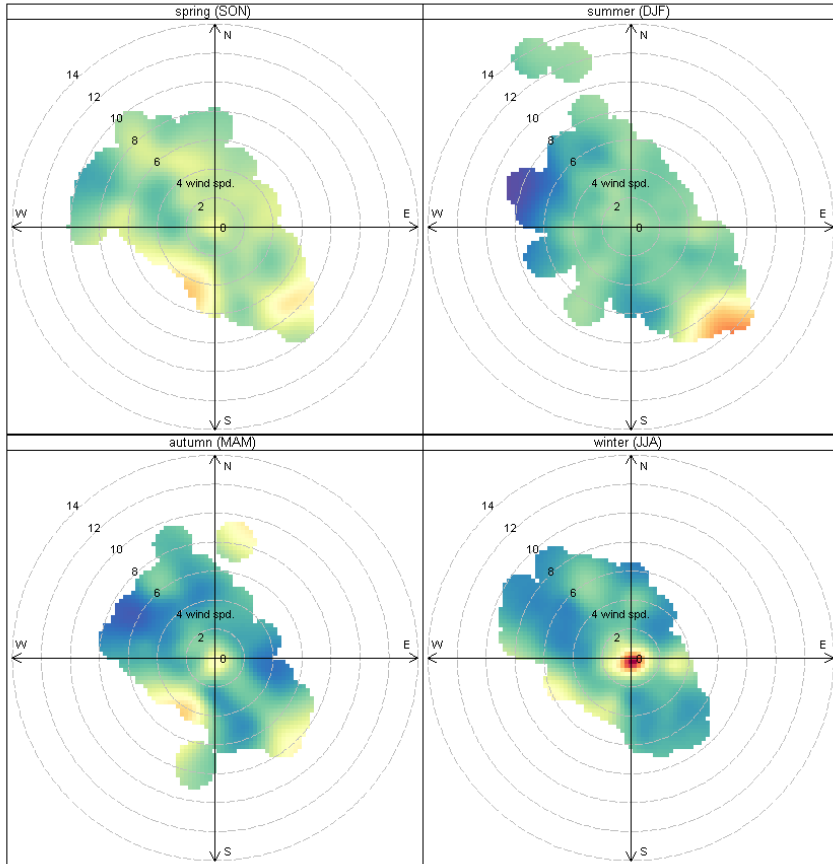 spring (SON)
summer (DJF)
N
14
12
10
8
6
4 wind spd.
2
0
W
E
S
N
14
12
10
8
6
4 wind spd.
2
0
W
E
S
autumn (MAM)
winter (JJA)
N
14
12
10
8
6
4 wind spd.
2
0
W
E
S
N
14
12
10
8
6
4 wind spd.
2
0
W
E
S